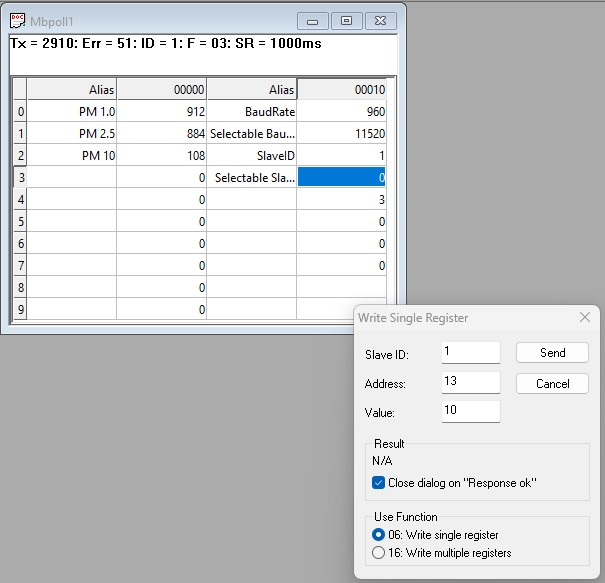 Mbpoll1
Tx = 2910: Err = 51: ID = 1: F = 03: SR = 1000ms
Alias 00000 Alias 00010
0 PM 1.0 912 BaudRate 960
1 PM 2.5 884 Selectable Bau... 11520
2 PM 10 108 SlaveID 1
3 0 Selectable Sla... 0
4 0 3
5 0 0
6 0 0
7 0 0
8 0
9 0
Write Single Register
Slave ID: 1 Send
Address: 13 Cancel
Value: 10
Result
N/A
Close dialog on "Response ok"
Use Function
06: Write single register
16: Write multiple registers